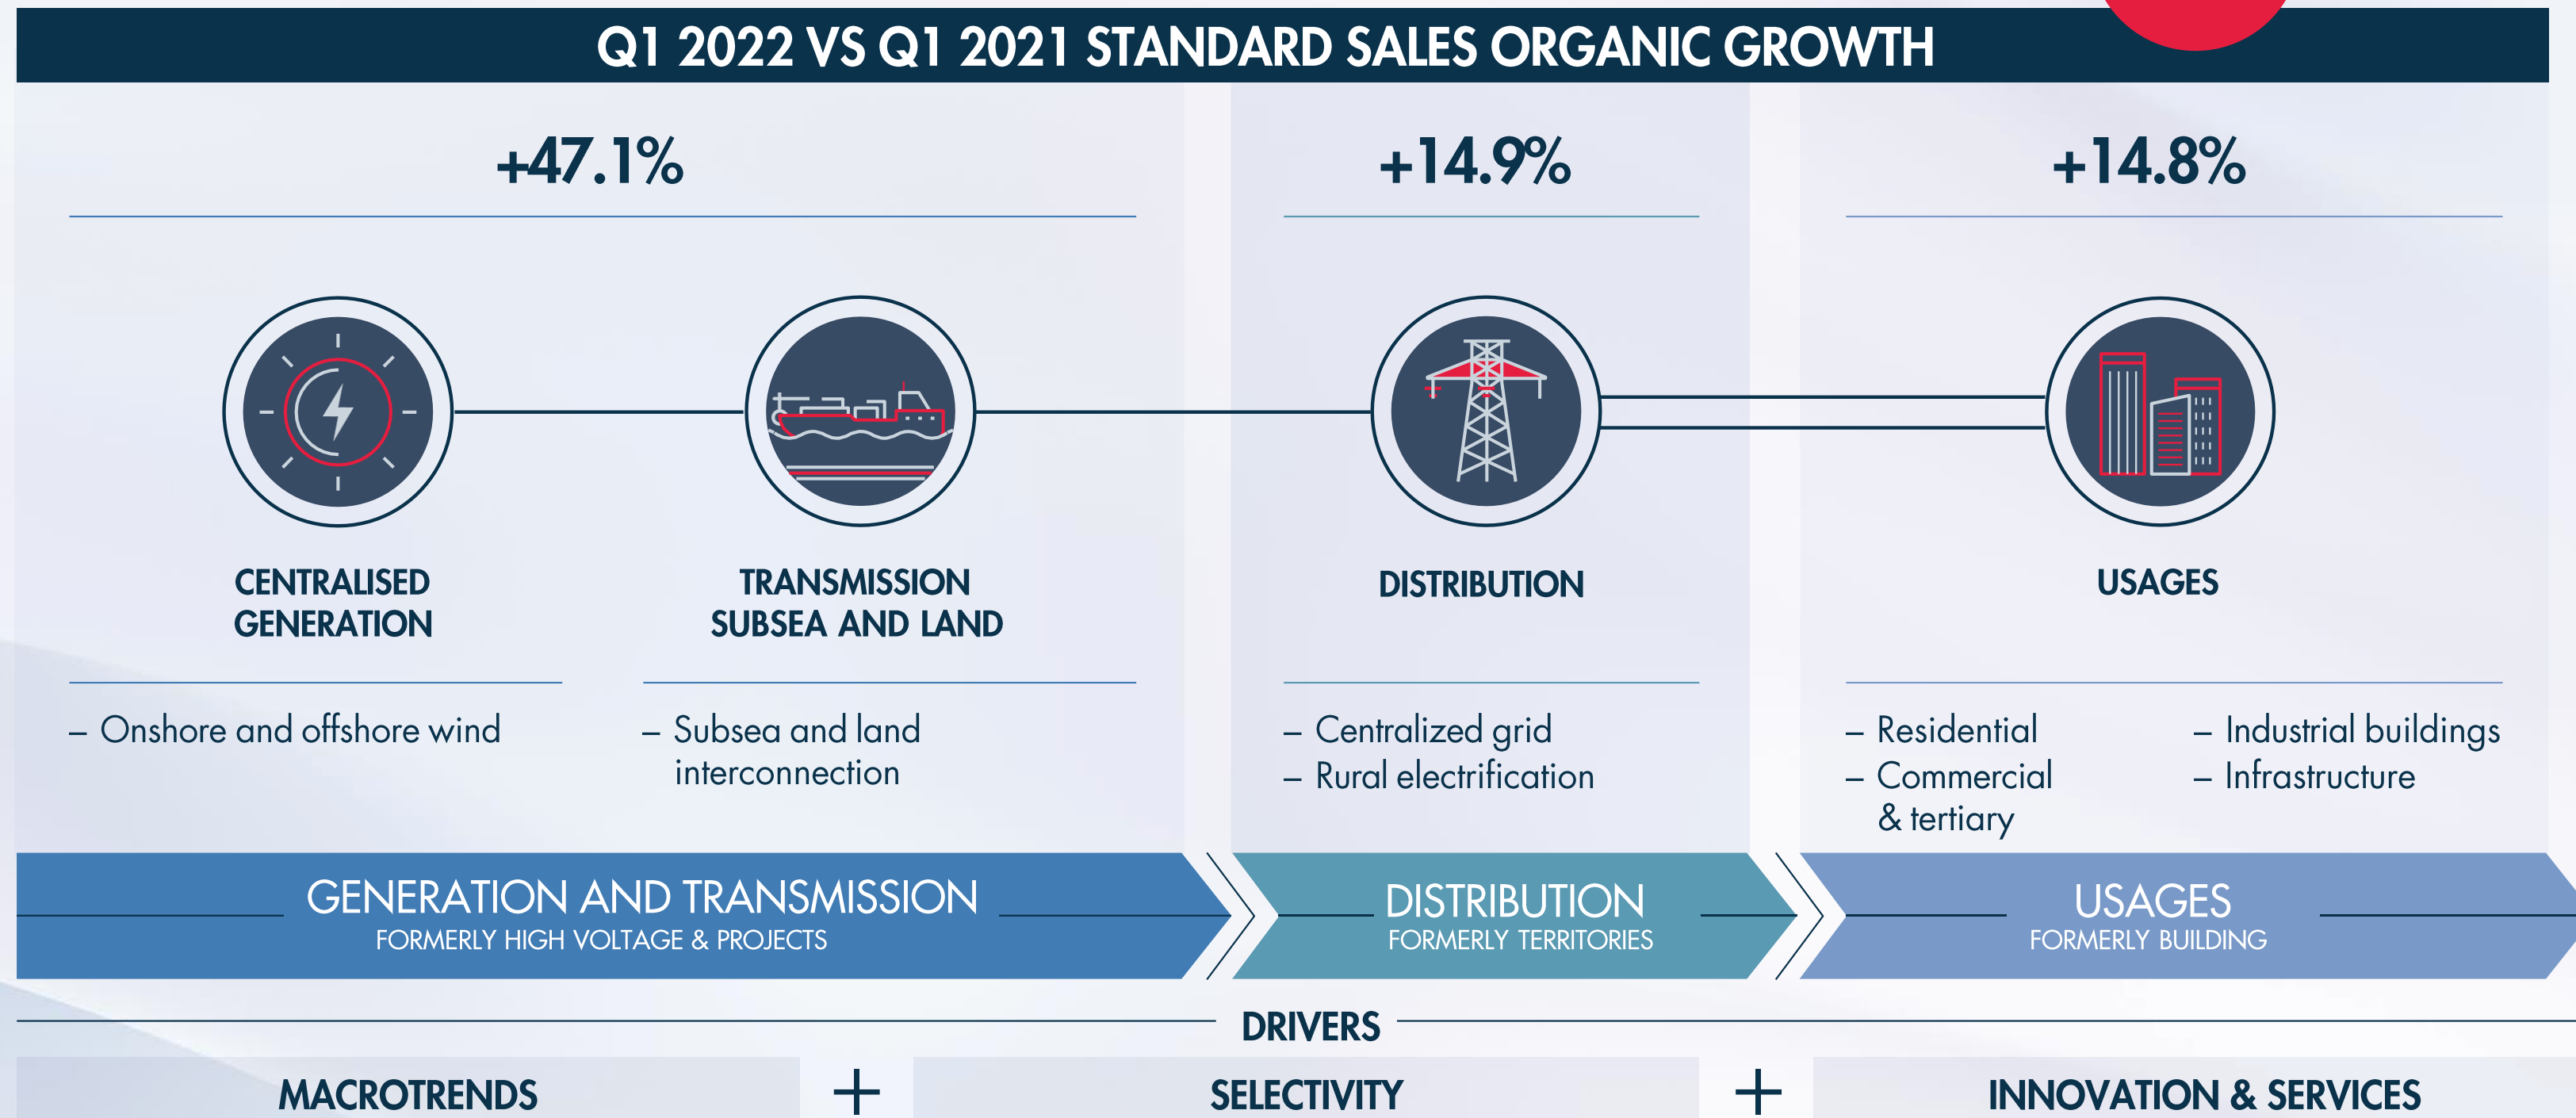 Q1 2022 VS Q1 2021 STANDARD SALES ORGANIC GROWTH
+47.1%
+14.9%
+14.8%
CENTRALISED
GENERATION
TRANSMISSION
SUBSEA AND LAND
DISTRIBUTION
USAGES
– Onshore and offshore wind
– Subsea and land
interconnection
– Centralized grid
– Rural electrification
– Residential
– Commercial
& tertiary
– Industrial buildings
– Infrastructure
GENERATION AND TRANSMISSION
FORMERLY HIGH VOLTAGE & PROJECTS
DISTRIBUTION
FORMERLY TERRITORIES
USAGES
FORMERLY BUILDING
DRIVERS
MACROTRENDS
+
SELECTIVITY
+
INNOVATION & SERVICES